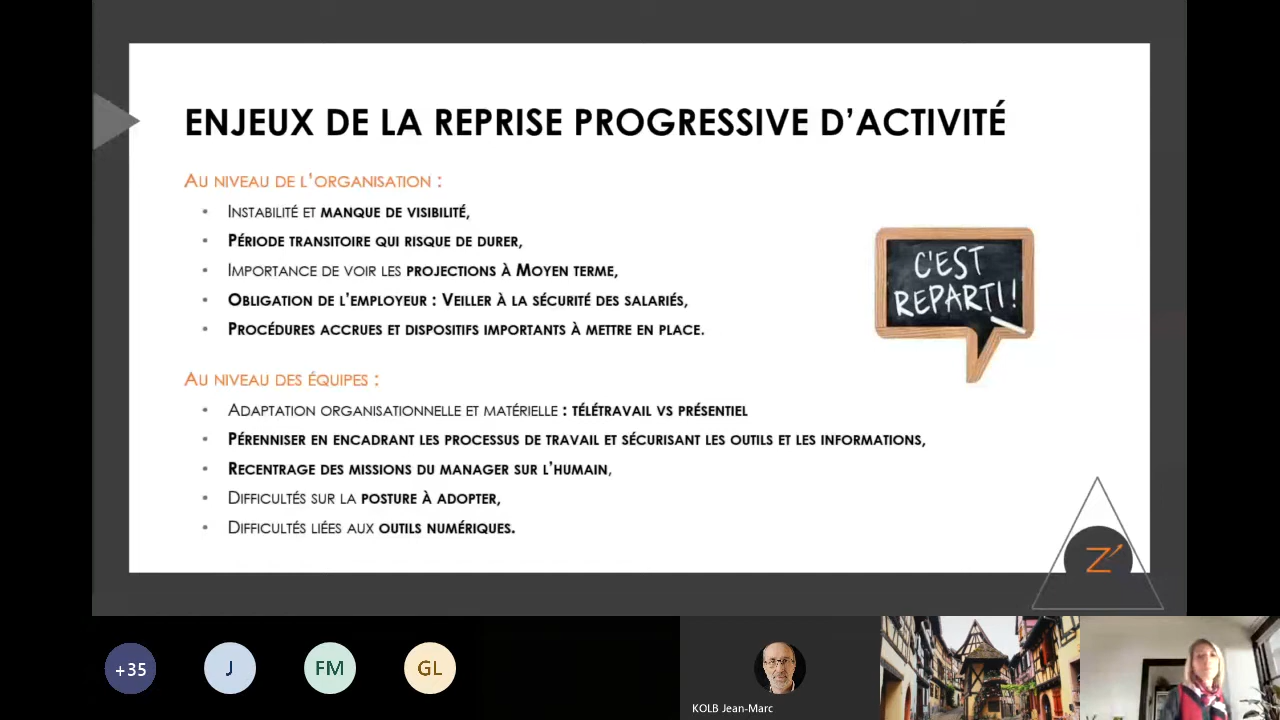 ENJEUX DE LA REPRISE PROGRESSIVE D'ACTIVITÉ
AU NIVEAU DE L'ORGANISATION :
• INSTABILITÉ ET MANQUE DE VISIBILITÉ,
• PÉRIODE TRANSITOIRE QUI RISQUE DE DURER,
• IMPORTANCE DE VOIR LES PROJECTIONS À MOYEN TERME,
• OBLIGATION DE L'EMPLOYEUR : VEILLER À LA SÉCURITÉ DES SALARIÉS,
• PROCÉDURES ACCRUES ET DISPOSITIFS IMPORTANTS À METTRE EN PLACE.
C'EST
REPARTI !
AU NIVEAU DES ÉQUIPES :
• ADAPTATION ORGANISATIONNELLE ET MATÉRIELLE : TÉLÉTRAVAIL VS PRÉSENTIEL
• PÉRENNISER EN ENCADRANT LES PROCESSUS DE TRAVAIL ET SÉCURISANT LES OUTILS ET LES INFORMATIONS,
• RECENTRAGE DES MISSIONS DU MANAGER SUR L'HUMAIN,
• DIFFICULTÉS SUR LA POSTURE À ADOPTER,
• DIFFICULTÉS LIÉES AUX OUTILS NUMÉRIQUES.
Z
+35
J
FM
GL
KOLB Jean-Marc